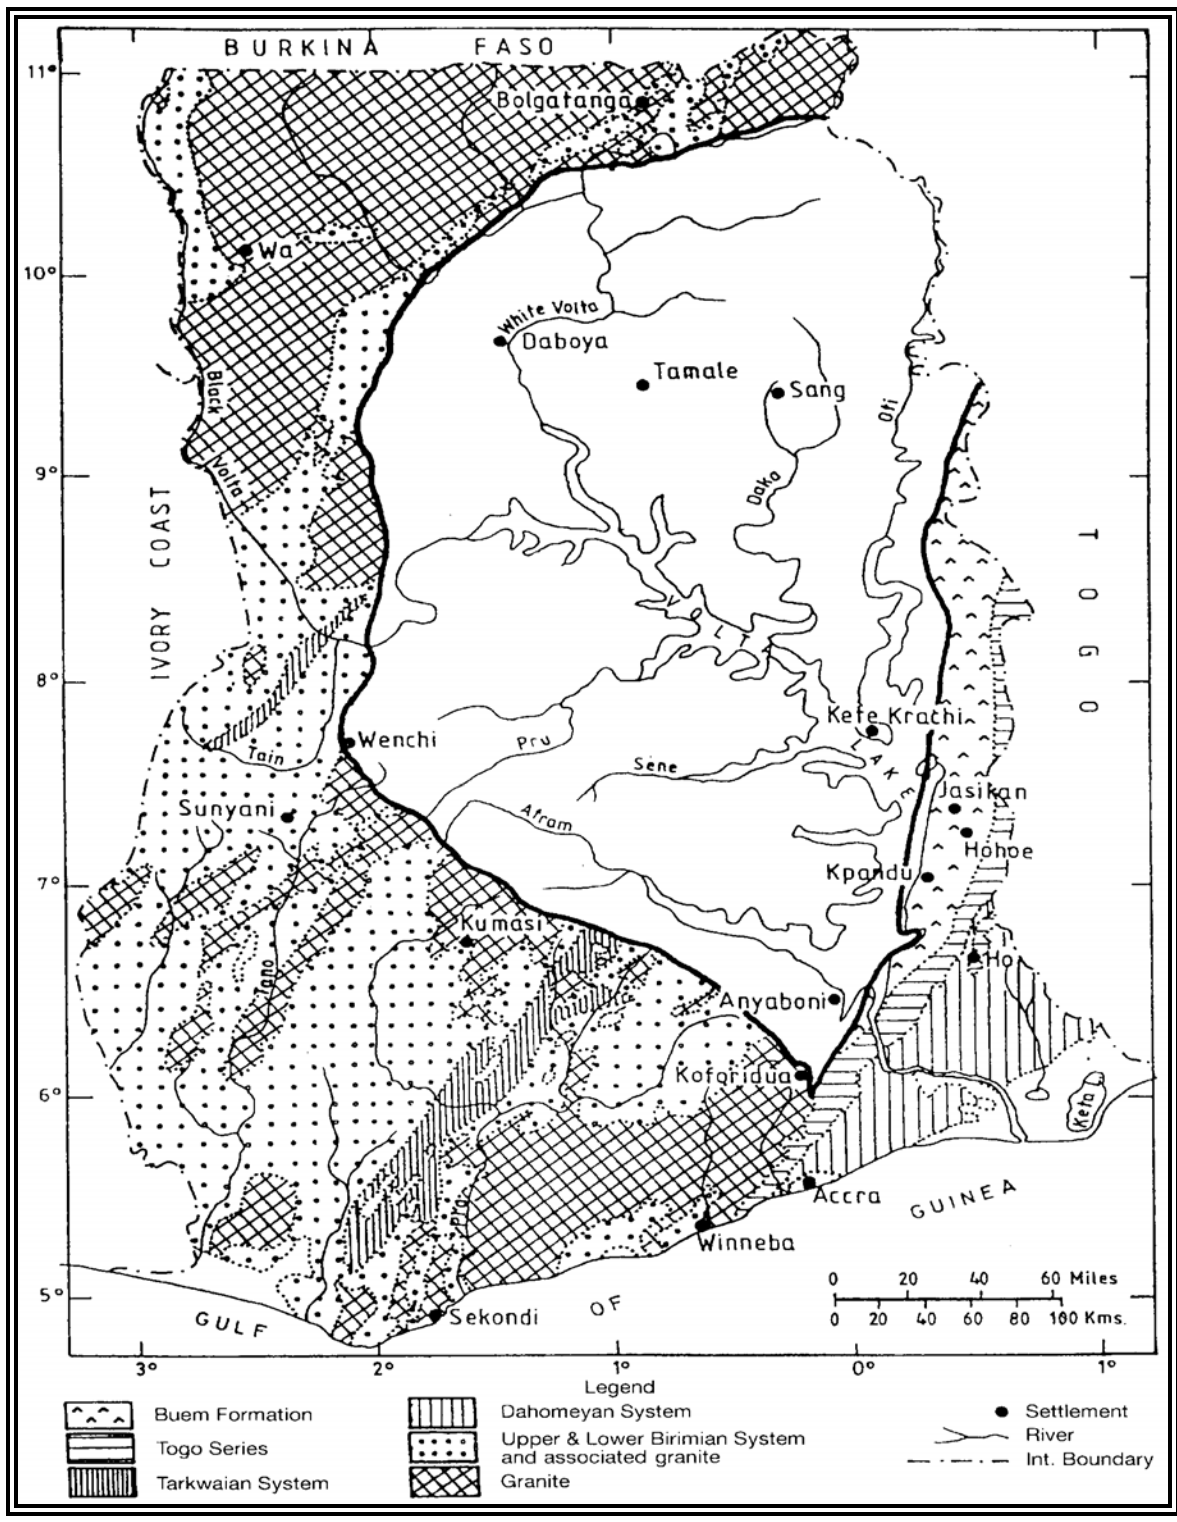 BURKINA FASO
11°
Bolgatanga
Wa
10°
White Volta
Daboya
Tamale
Sang
Black
Volta
Oti
9°
Daka
IVORY COAST
TOGO
VOLTA
8°
Kete Krachi
LAKE
Wenchi
Pru
Tain
Sene
Jasikan
Sunyani
Afram
Hohoe
7°
Kpandu
Kumasi
Ho
Tano
Anyaboni
6°
Koforidua
Keta
Pra
Accra
GUINEA
Winneba
5°
GULF
Sekondi
OF
0 20 40 60 Miles
0 20 40 60 80 100 Kms.
3° 2° 1° 0° 1°
Legend
Buem Formation
Togo Series
Tarkwaian System
Dahomeyan System
Upper & Lower Birimian System
and associated granite
Granite
Settlement
River
Int. Boundary